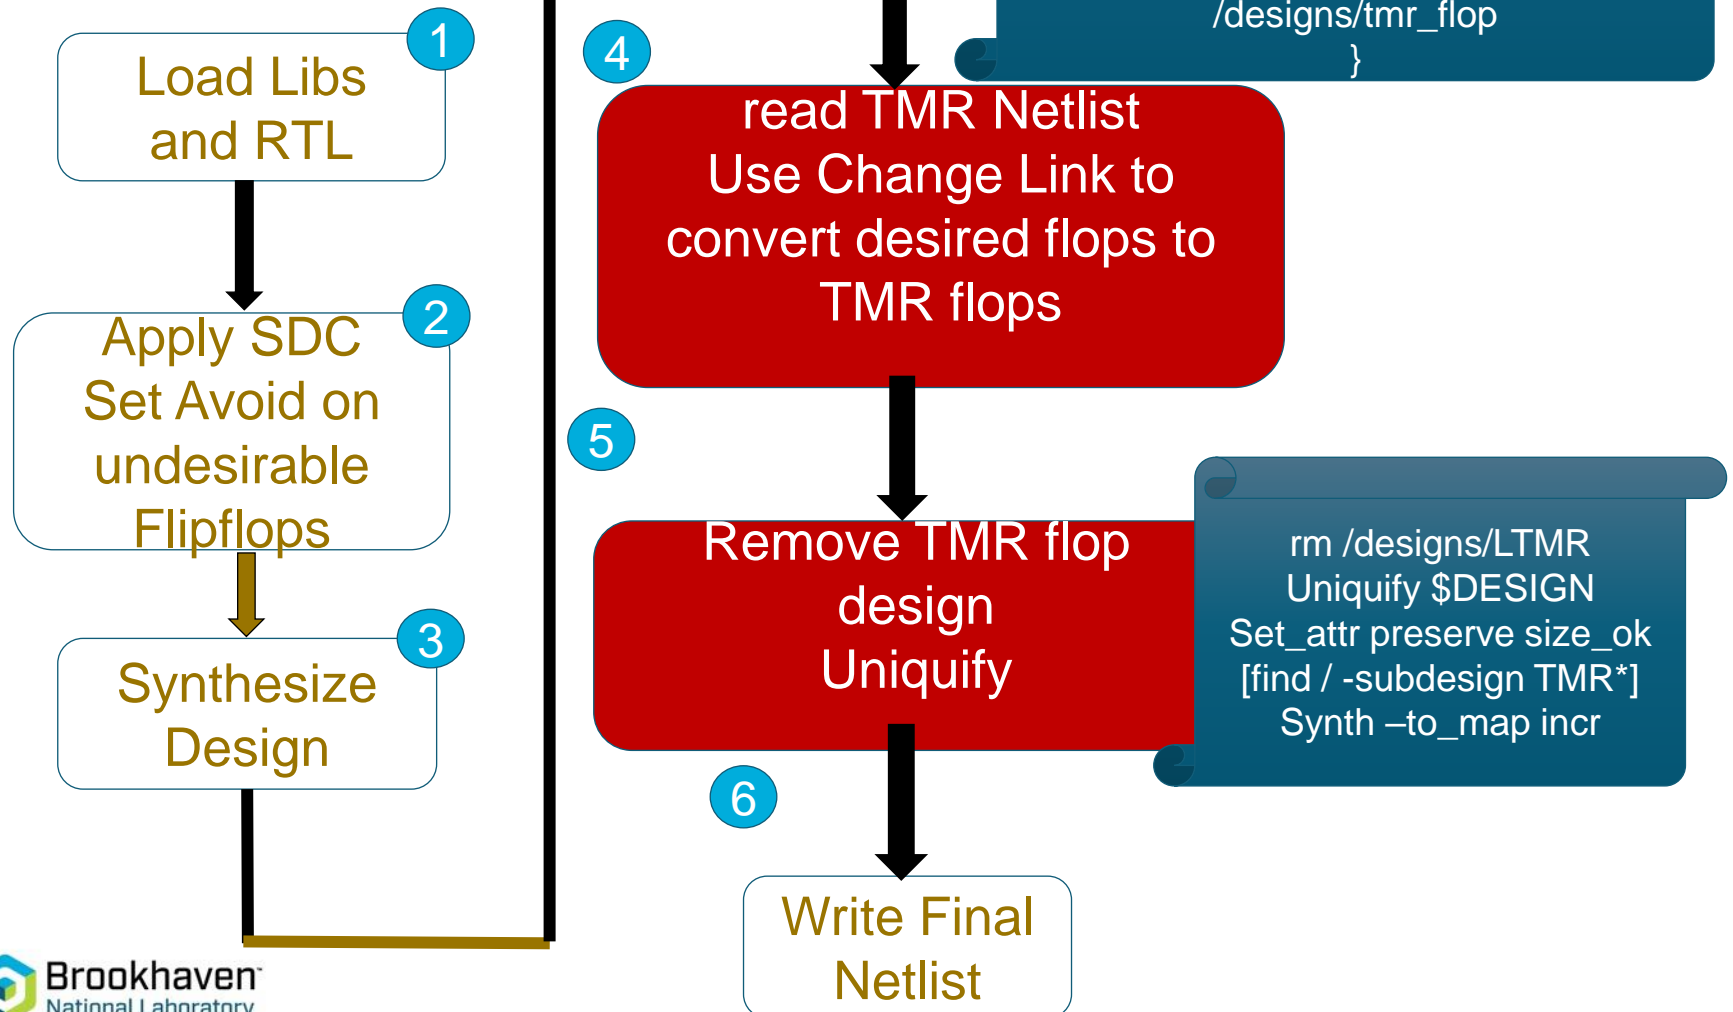 1
Load Libs
and RTL
2
Apply SDC
Set Avoid on
undesirable
Flipflops
3
Synthesize
Design
/designs/tmr_flop
}
4
read TMR Netlist
Use Change Link to
convert desired flops to
TMR flops
5
Remove TMR flop
design
Uniquify
rm /designs/LTMR
Uniquify $DESIGN
Set_attr preserve size_ok
[find / -subdesign TMR*]
Synth –to_map incr
6
Write Final
Netlist
Brookhaven
National Laboratory